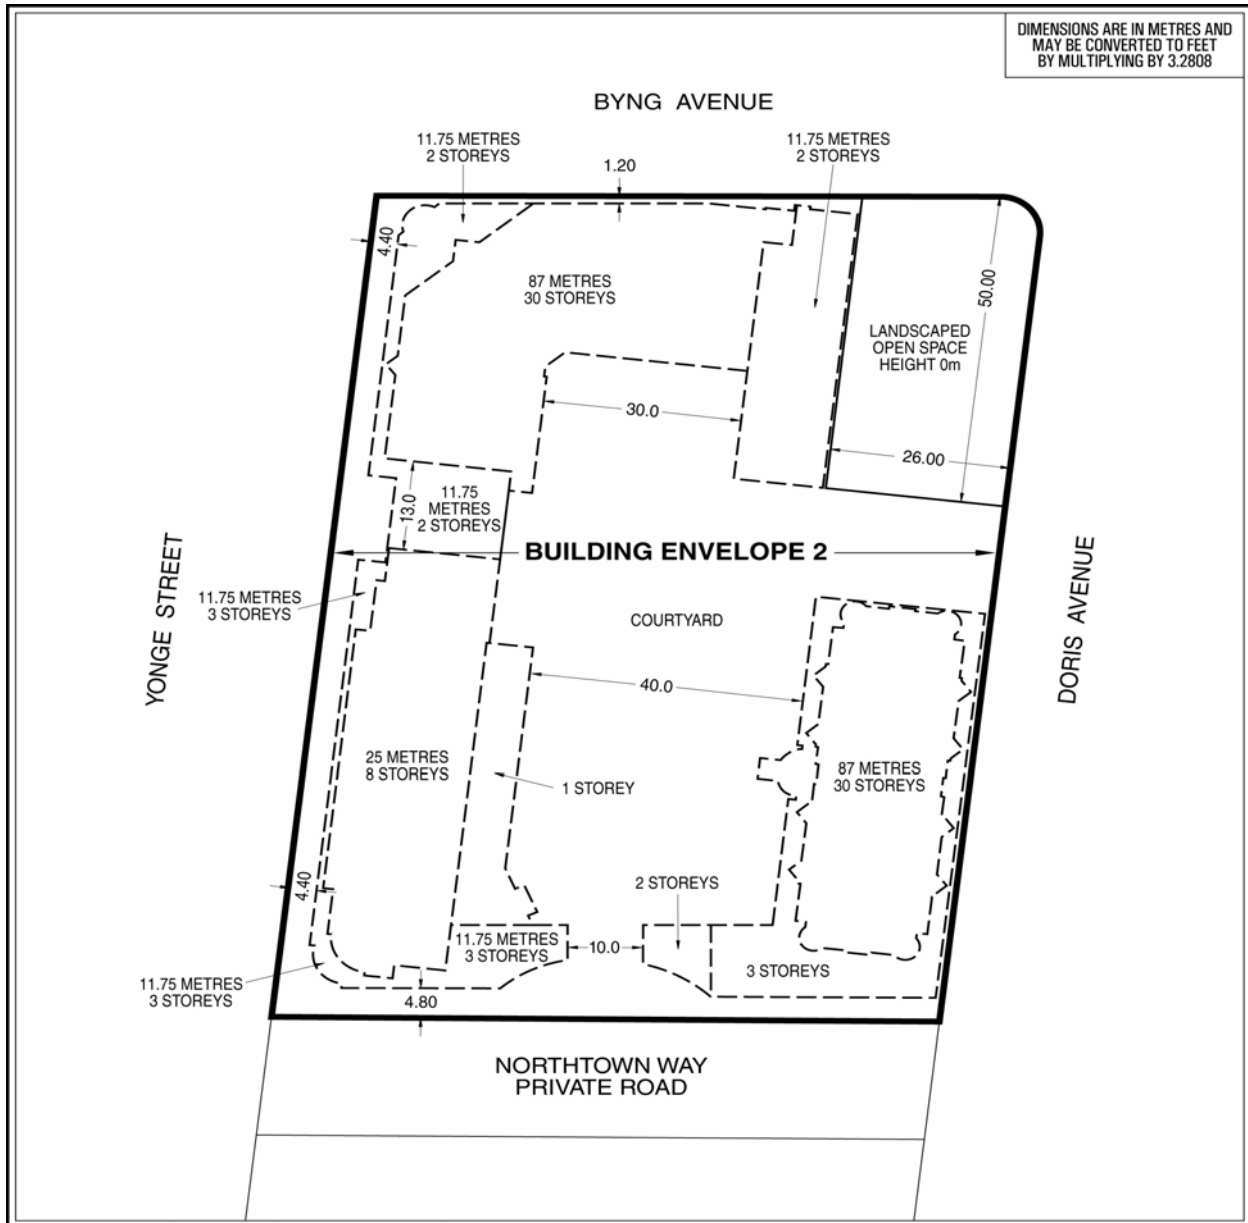 DIMENSIONS ARE IN METRES AND
MAY BE CONVERTED TO FEET
BY MULTIPLYING BY 3.2808
BYNG AVENUE
11.75 METRES
2 STOREYS
1.20
11.75 METRES
2 STOREYS
4.40
87 METRES
30 STOREYS
50.00
LANDSCAPED
OPEN SPACE
HEIGHT 0m
30.0
26.00
13.0
11.75
METRES
2 STOREYS
BUILDING ENVELOPE 2
YONGE STREET
DORIS AVENUE
11.75 METRES
3 STOREYS
COURTYARD
40.0
25 METRES
8 STOREYS
1 STOREY
87 METRES
30 STOREYS
4.40
2 STOREYS
11.75 METRES
3 STOREYS
10.0
3 STOREYS
11.75 METRES
3 STOREYS
4.80
NORTHTOWN WAY
PRIVATE ROAD